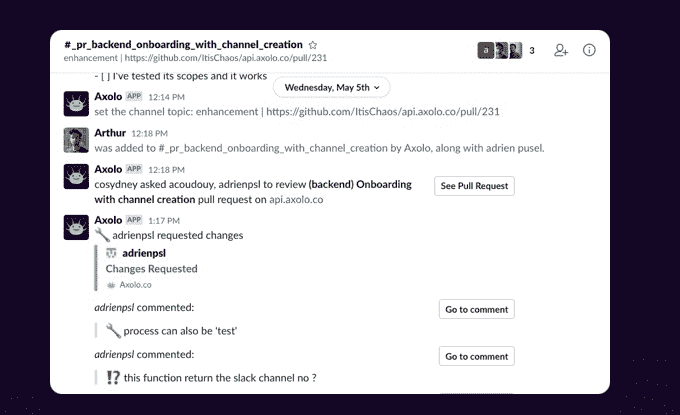 #_pr_backend_onboarding_with_channel_creation
enhancement | https://github.com/ItisChaos/api.axolo.co/pull/231
a 3
- [ ] I've tested its scopes and it works
Wednesday, May 5th
Axolo APP 12:14 PM
set the channel topic: enhancement | https://github.com/ItisChaos/api.axolo.co/pull/231
Arthur 12:18 PM
was added to #_pr_backend_onboarding_with_channel_creation by Axolo, along with adrien pusel.
Axolo APP 12:18 PM
cosydney asked acoudouy, adrienpsl to review (backend) Onboarding
with channel creation pull request on api.axolo.co
See Pull Request
Axolo APP 1:17 PM
adrienpsl requested changes
adrienpsl
Changes Requested
Axolo.co
adrienpsl commented:
Go to comment
process can also be 'test'
adrienpsl commented:
Go to comment
⁉️ this function return the slack channel no ?